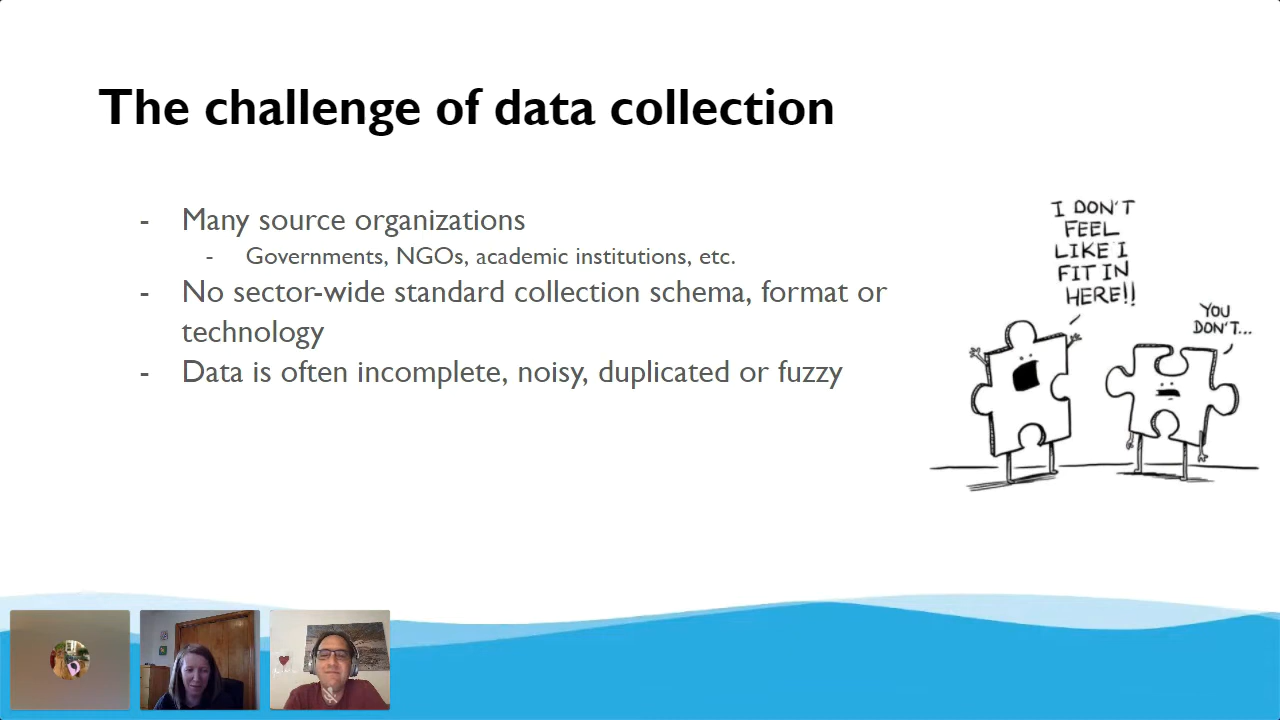 The challenge of data collection
- Many source organizations
- Governments, NGOs, academic institutions, etc.
- No sector-wide standard collection schema, format or
technology
- Data is often incomplete, noisy, duplicated or fuzzy
I DON'T
FEEL
LIKE I
FIT IN
HERE!!
YOU
DON'T...